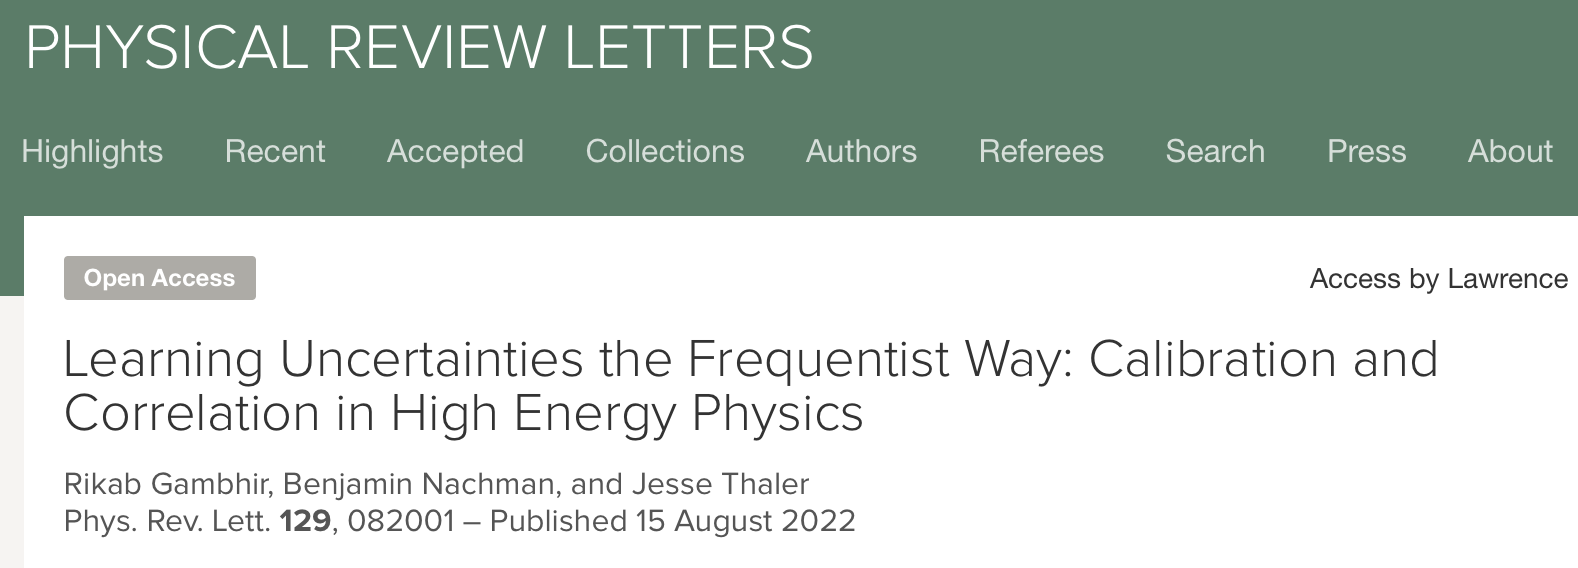 PHYSICAL REVIEW LETTERS
Highlights Recent Accepted Collections Authors Referees Search Press About
Open Access
Access by Lawrence
Learning Uncertainties the Frequentist Way: Calibration and
Correlation in High Energy Physics
Rikab Gambhir, Benjamin Nachman, and Jesse Thaler
Phys. Rev. Lett. 129, 082001 – Published 15 August 2022